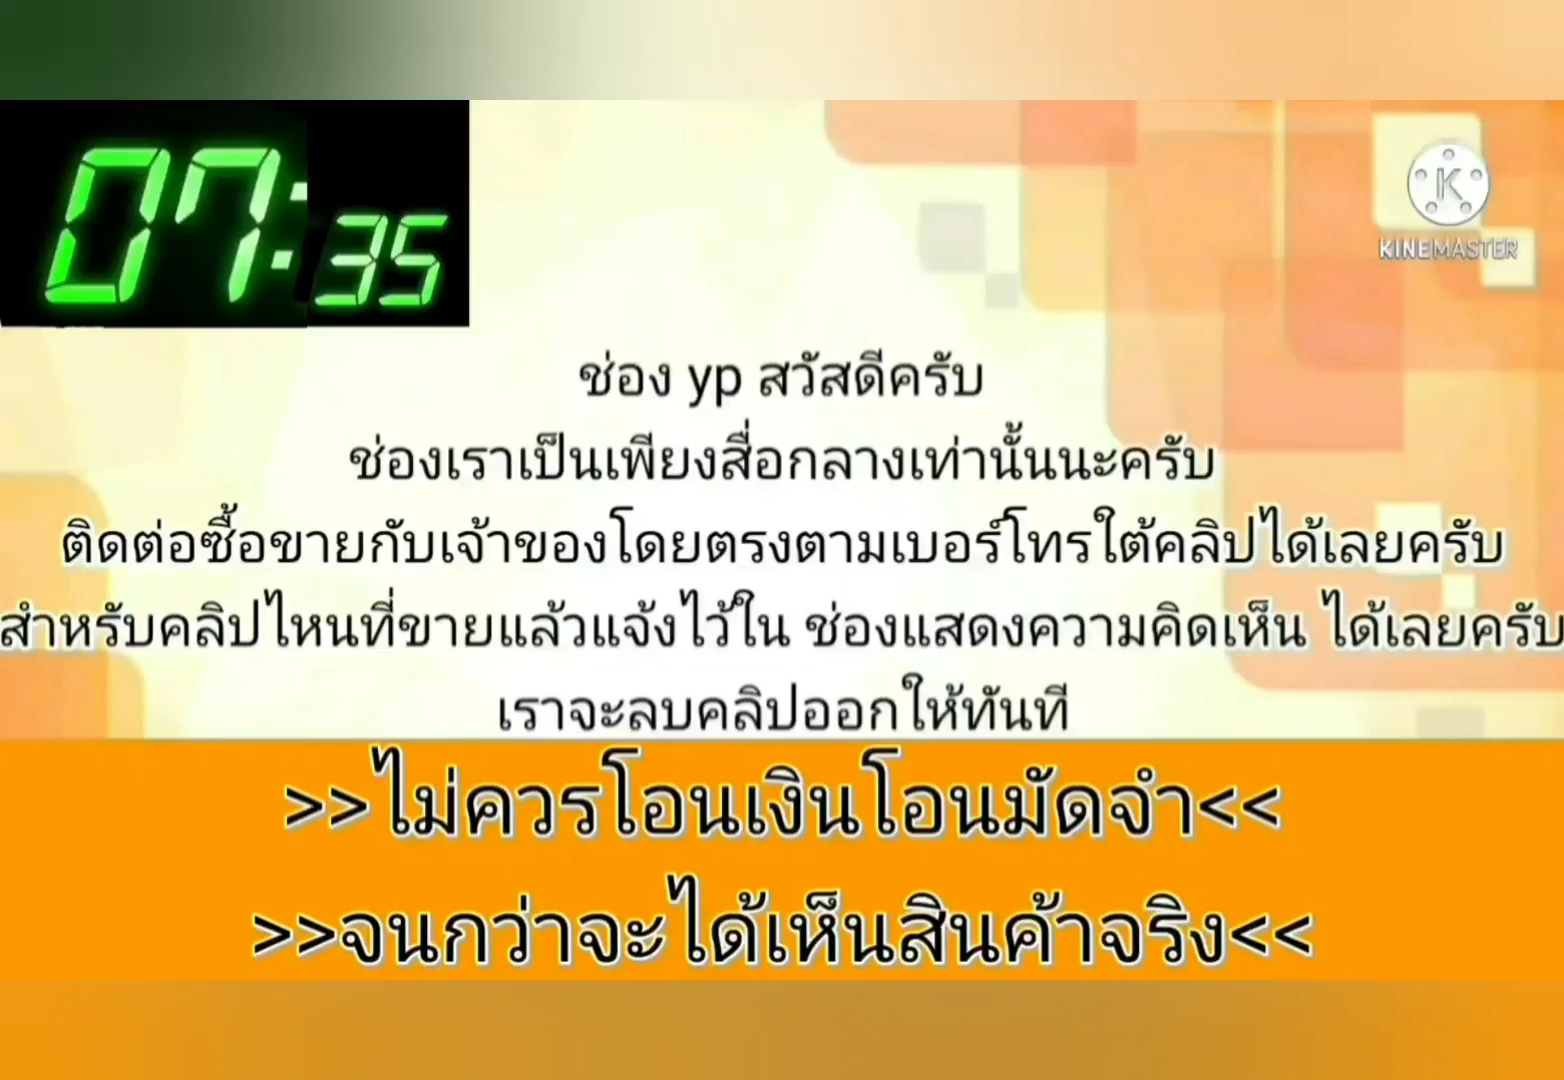 07:35
KINEMASTER
ช่อง yp สวัสดีครับ
ช่องเราเป็นเพียงสื่อกลางเท่านั้นนะครับ
ติดต่อซื้อขายกับเจ้าของโดยตรงตามเบอร์โทรใต้คลิปได้เลยครับ
สำหรับคลิปไหนที่ขายแล้วแจ้งไว้ใน ช่องแสดงความคิดเห็น ได้เลยครับ
เราจะลบคลิปออกให้ทันที
>>ไม่ควรโอนเงินโอนมัดจำ<<
>>จนกว่าจะได้เห็นสินค้าจริง<<